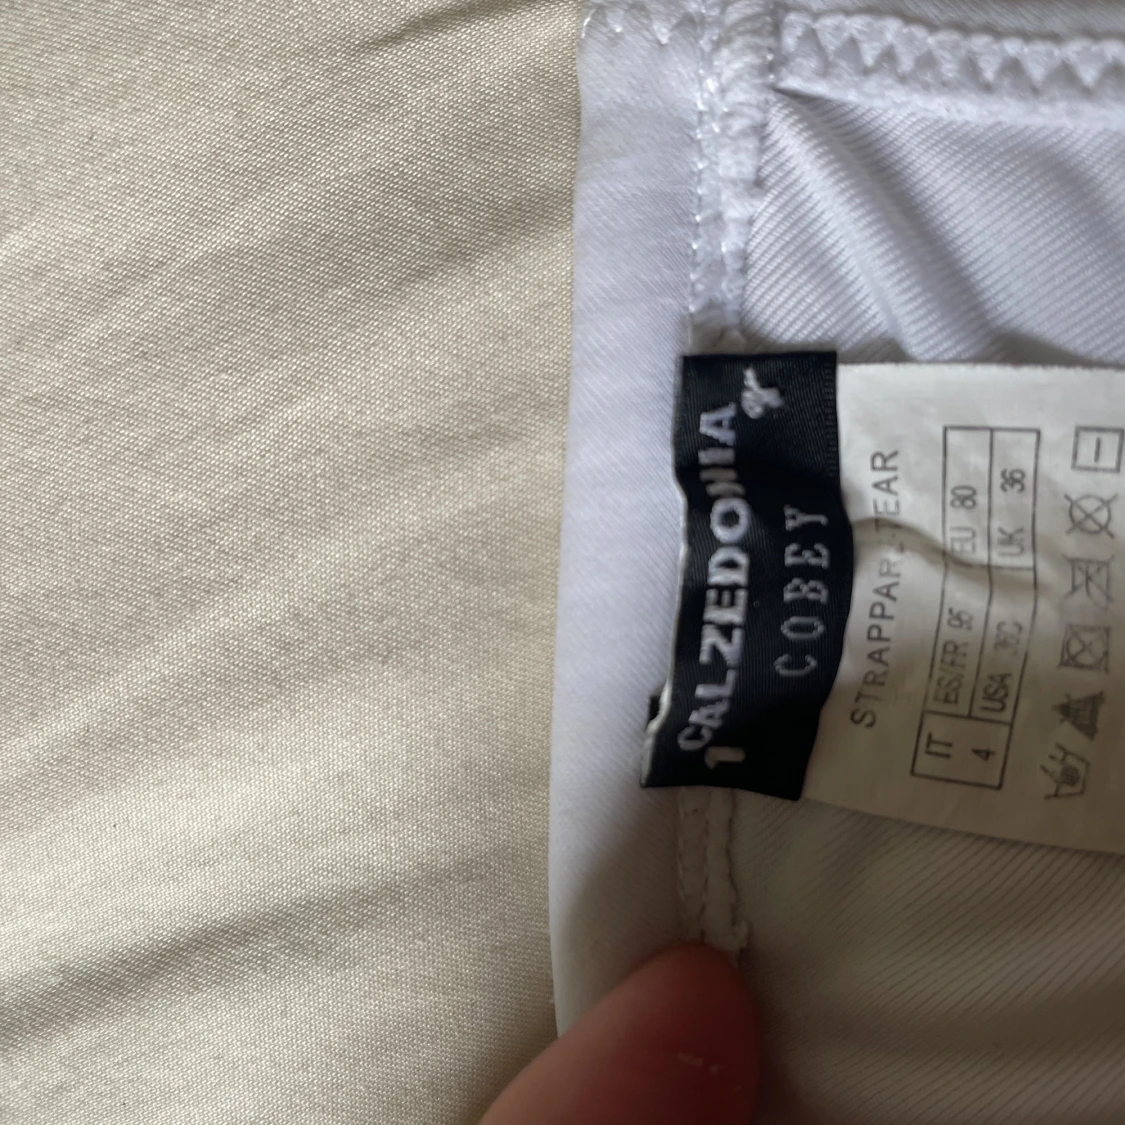 CALZEDONIA
COBEY
STRAPPARE-TEAR
IT ES/FR 95 EU 80
4 USA 36C UK 36